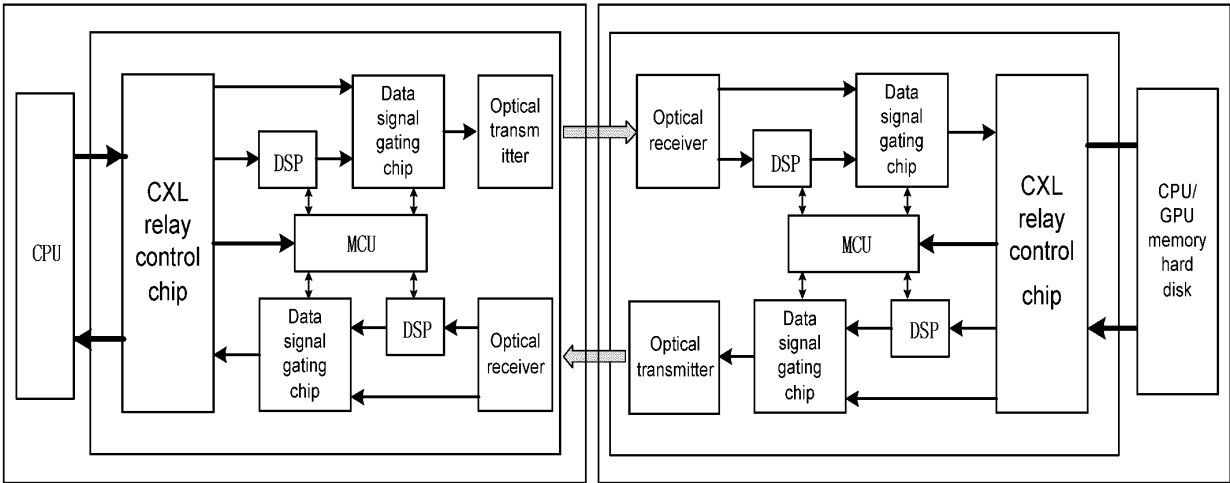 CPU
CXL
relay
control
chip
DSP
Data
signal
gating
chip
Optical
transm
itter
MCU
Data
signal
gating
chip
DSP
Optical
receiver
Optical
receiver
DSP
Data
signal
gating
chip
MCU
Optical
transmitter
Data
signal
gating
chip
DSP
CXL
relay
control
chip
CPU/
GPU
memory
hard
disk